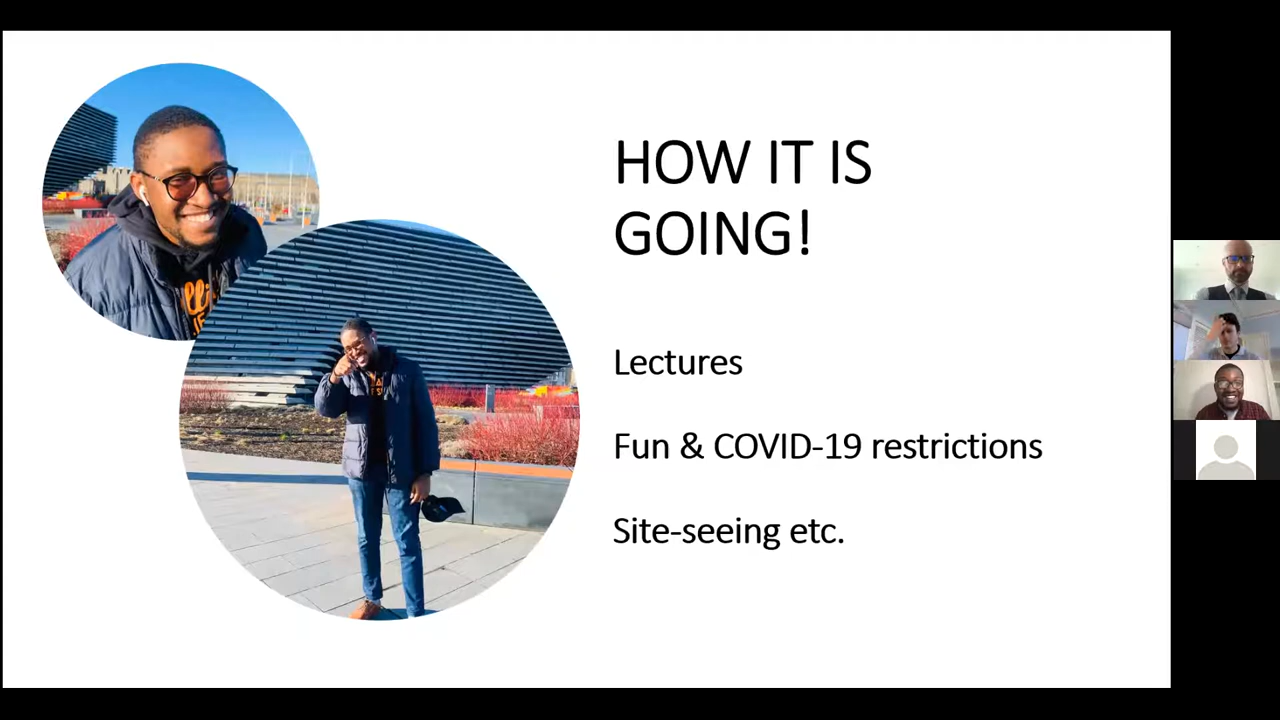 HOW IT IS
GOING!
Lectures
Fun & COVID-19 restrictions
Site-seeing etc.